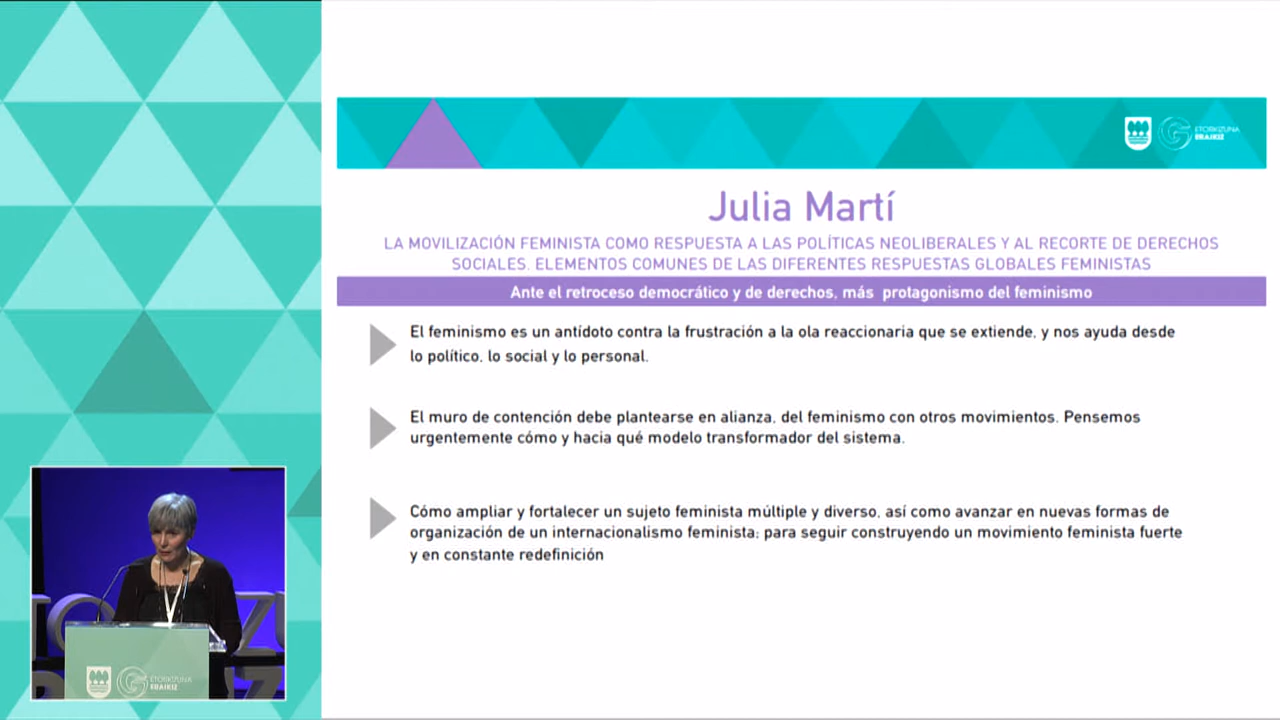 ETORKIZUNA
ERAIKIZ
Julia Martí
LA MOVILIZACIÓN FEMINISTA COMO RESPUESTA A LAS POLÍTICAS NEOLIBERALES Y AL RECORTE DE DERECHOS
SOCIALES. ELEMENTOS COMUNES DE LAS DIFERENTES RESPUESTAS GLOBALES FEMINISTAS
Ante el retroceso democrático y de derechos, más protagonismo del feminismo
El feminismo es un antídoto contra la frustración a la ola reaccionaria que se extiende, y nos ayuda desde
lo político, lo social y lo personal.
El muro de contención debe plantearse en alianza, del feminismo con otros movimientos. Pensemos
urgentemente cómo y hacia qué modelo transformador del sistema.
Cómo ampliar y fortalecer un sujeto feminista múltiple y diverso, así como avanzar en nuevas formas de
organización de un internacionalismo feminista; para seguir construyendo un movimiento feminista fuerte
y en constante redefinición
ETORKIZUNA
ERAIKIZ